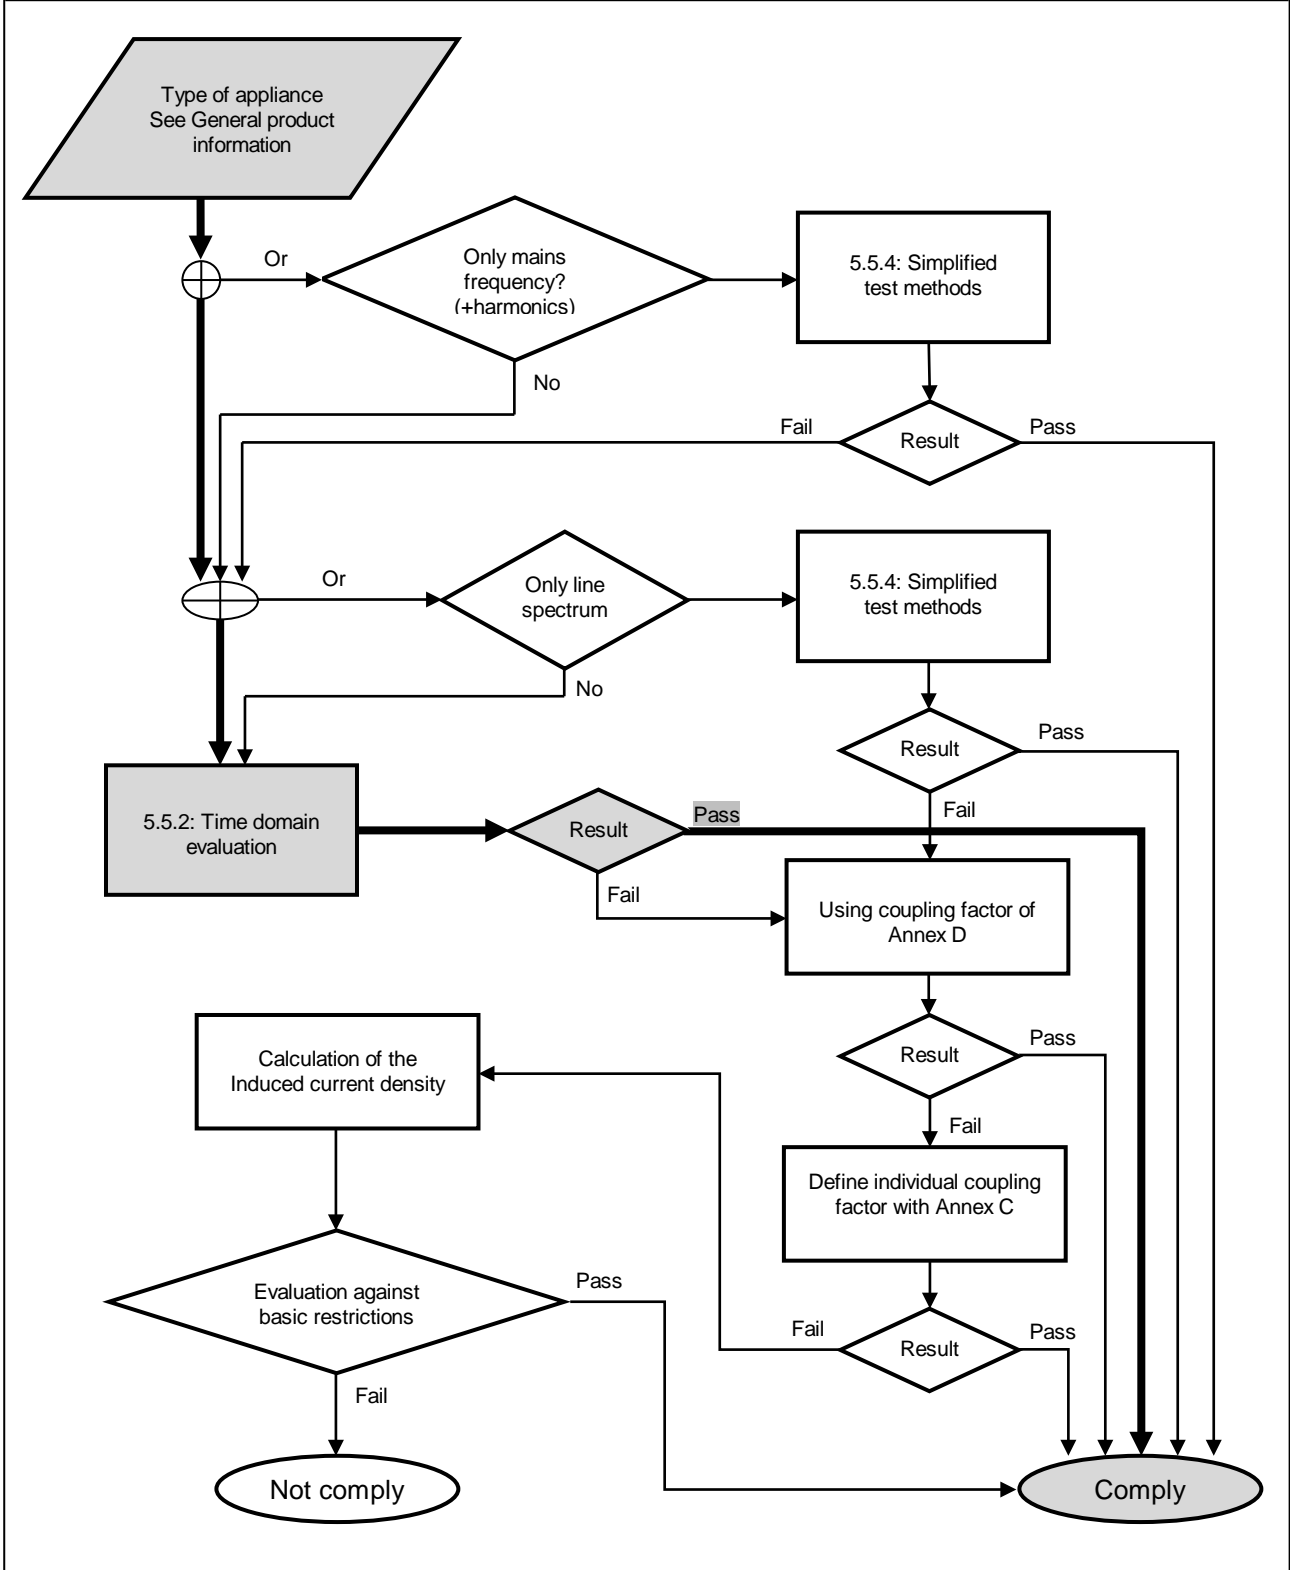 Type of appliance
See General product
information
Or
Only mains
frequency?
(+harmonics)
5.5.4: Simplified
test methods
No
Fail
Result
Pass
Or
Only line
spectrum
5.5.4: Simplified
test methods
No
Result
Pass
Fail
5.5.2: Time domain
evaluation
Result
Pass
Fail
Using coupling factor of
Annex D
Result
Pass
Fail
Calculation of the
Induced current density
Define individual coupling
factor with Annex C
Evaluation against
basic restrictions
Pass
Fail
Result
Pass
Fail
Not comply
Comply